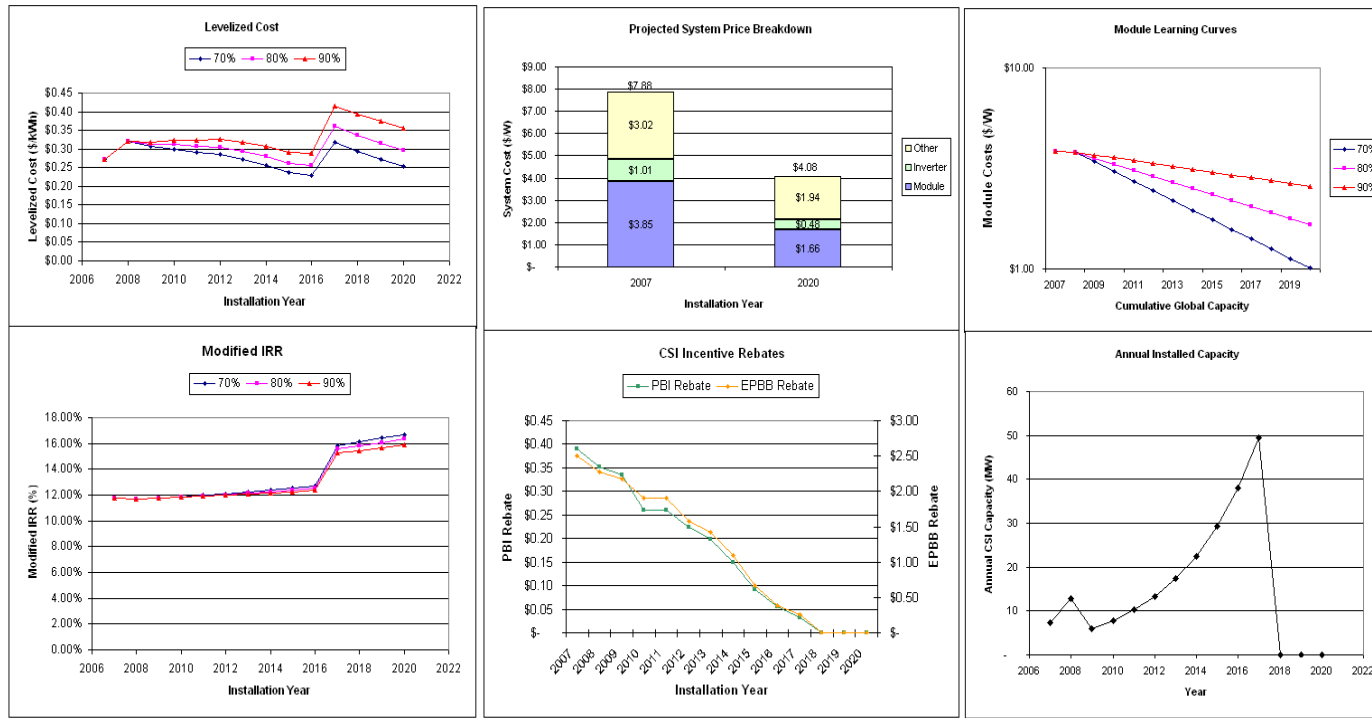 Levelized Cost
70% 80% 90%
$0.45
$0.40
$0.35
$0.30
$0.25
$0.20
$0.15
$0.10
$0.05
$0.00
Levelized Cost ($/kWh)
2006 2008 2010 2012 2014 2016 2018 2020 2022
Installation Year
Projected System Price Breakdown
$9.00
$8.00
$7.00
$6.00
$5.00
$4.00
$3.00
$2.00
$1.00
$-
System Cost ($/W)
$7.88
$3.02
$1.01
$3.85
$4.08
$1.94
$0.48
$1.66
Other
Inverter
Module
2007 2020
Installation Year
Module Learning Curves
$10.00
$1.00
Module Costs ($/W)
70%
80%
90%
2007 2009 2011 2013 2015 2017 2019
Cumulative Global Capacity
Modified IRR
70% 80% 90%
18.00%
16.00%
14.00%
12.00%
10.00%
8.00%
6.00%
4.00%
2.00%
0.00%
Modified IRR (%)
2006 2008 2010 2012 2014 2016 2018 2020 2022
Installation Year
CSI Incentive Rebates
PBI Rebate EPBB Rebate
$0.45
$0.40
$0.35
$0.30
$0.25
$0.20
$0.15
$0.10
$0.05
$-
PBI Rebate
$3.00
$2.50
$2.00
$1.50
$1.00
$0.50
$-
EPBB Rebate
2007 2008 2009 2010 2011 2012 2013 2014 2015 2016 2017 2018 2019 2020
Installation Year
Annual Installed Capacity
60
50
40
30
20
10
-
Annual CSI Capacity (MW)
2006 2008 2010 2012 2014 2016 2018 2020 2022
Year